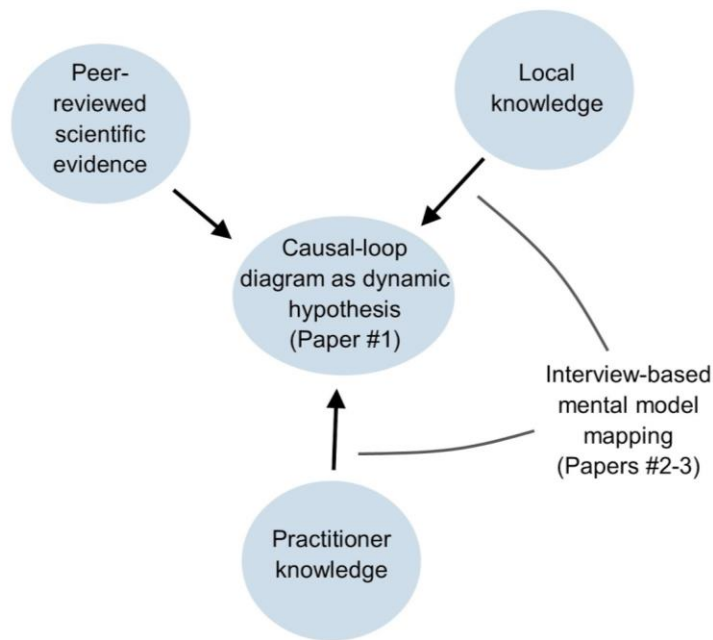 Peer-
reviewed
scientific
evidence
Local
knowledge
Causal-loop
diagram as dynamic
hypothesis
(Paper #1)
Interview-based
mental model
mapping
(Papers #2-3)
Practitioner
knowledge